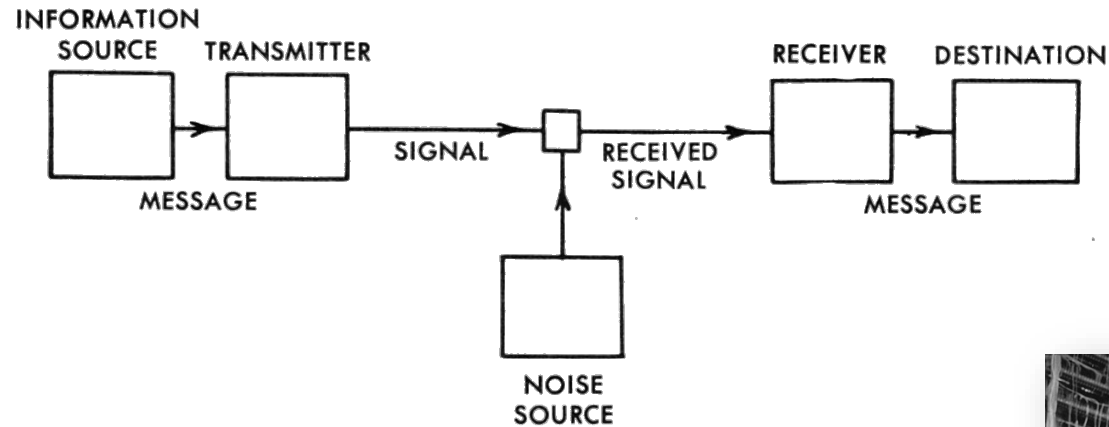 INFORMATION
SOURCE
TRANSMITTER
RECEIVER
DESTINATION
SIGNAL
RECEIVED
SIGNAL
MESSAGE
MESSAGE
NOISE
SOURCE